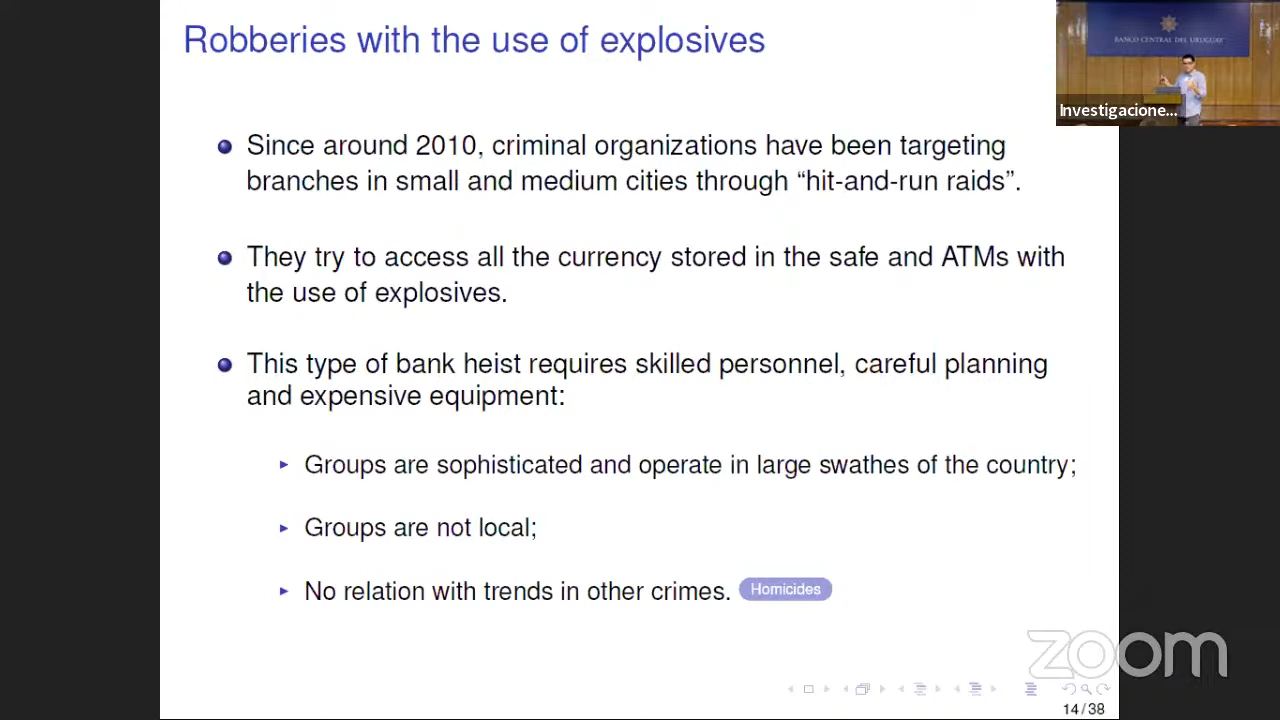 Robberies with the use of explosives
BANCO CENTRAL DEL URUGUAY
Investigacione...
Since around 2010, criminal organizations have been targeting
branches in small and medium cities through “hit-and-run raids”.
They try to access all the currency stored in the safe and ATMs with
the use of explosives.
This type of bank heist requires skilled personnel, careful planning
and expensive equipment:
Groups are sophisticated and operate in large swathes of the country;
Groups are not local;
No relation with trends in other crimes. Homicides
zoom
14/38